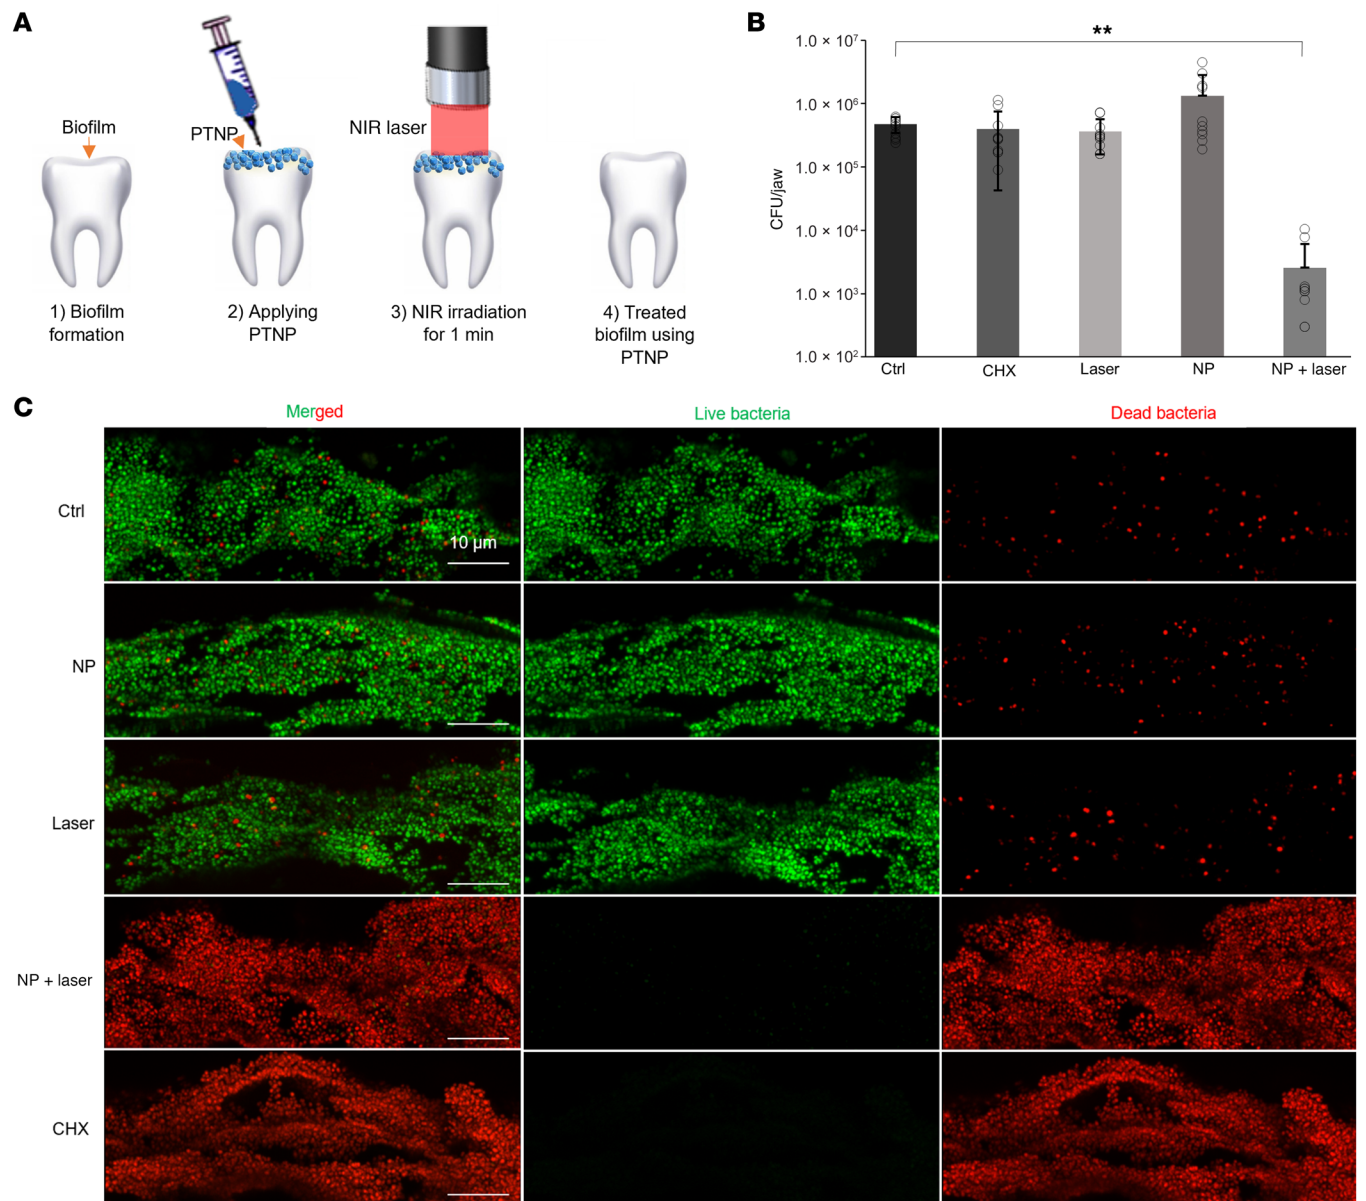 A
Biofilm
PTNP
NIR laser
1) Biofilm
formation
2) Applying
PTNP
3) NIR irradiation
for 1 min
4) Treated
biofilm using
PTNP
B
**
CFU/jaw
1.0 × 10⁷
1.0 × 10⁶
1.0 × 10⁵
1.0 × 10⁴
1.0 × 10³
1.0 × 10²
Ctrl
CHX
Laser
NP
NP + laser
C
Merged
Live bacteria
Dead bacteria
Ctrl
10 µm
NP
Laser
NP + laser
CHX